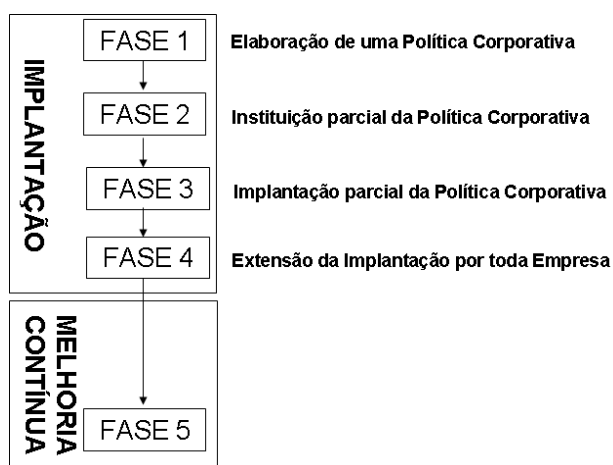 IMPLANTAÇÃO
FASE 1
Elaboração de uma Política Corporativa
FASE 2
Instituição parcial da Política Corporativa
FASE 3
Implantação parcial da Política Corporativa
FASE 4
Extensão da Implantação por toda Empresa
MELHORIA
CONTÍNUA
FASE 5